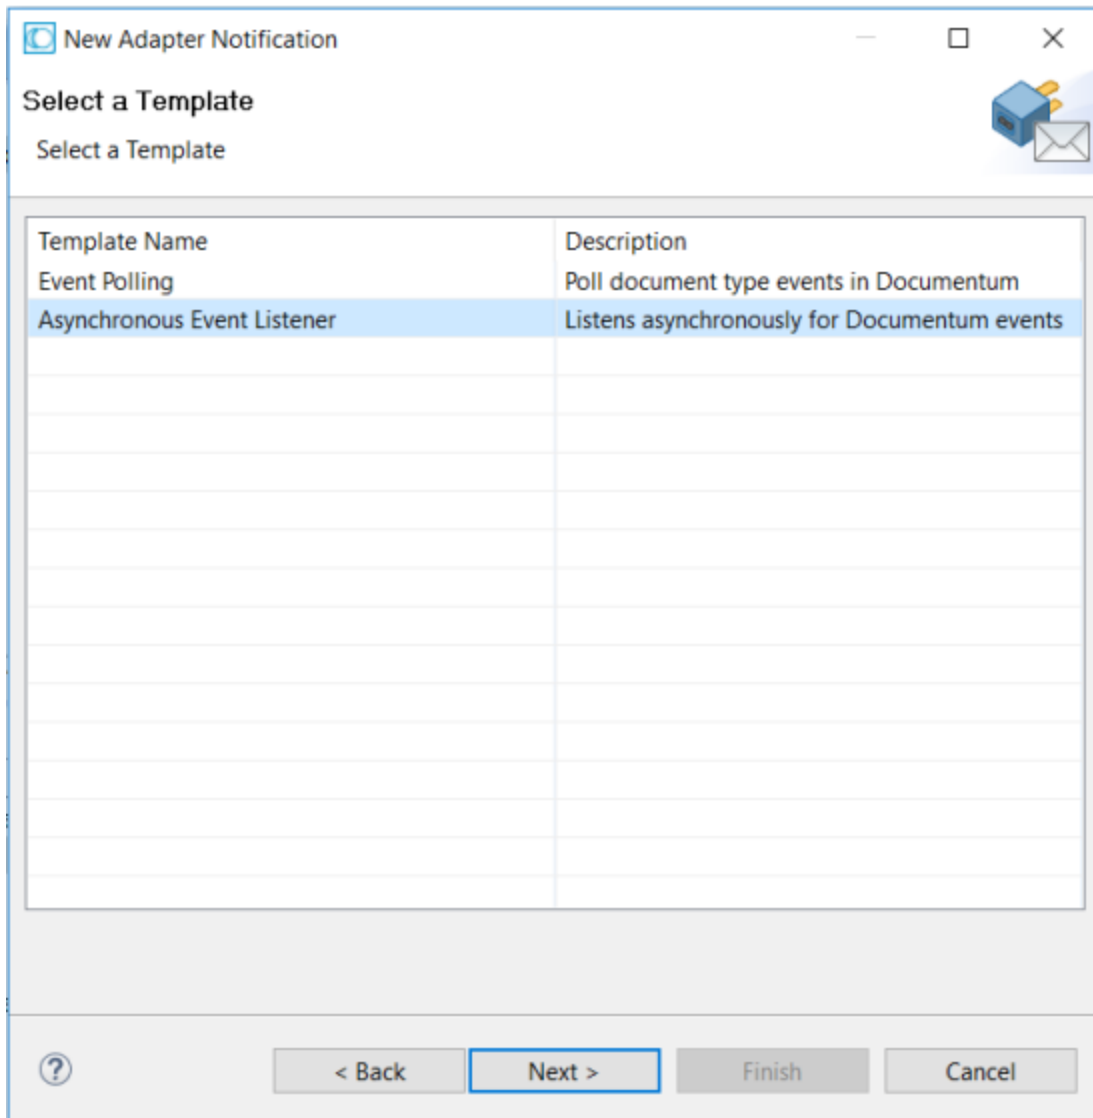 New Adapter Notification
Select a Template
Select a Template
Template Name Description
Event Polling Poll document type events in Documentum
Asynchronous Event Listener Listens asynchronously for Documentum events
? < Back Next > Finish Cancel